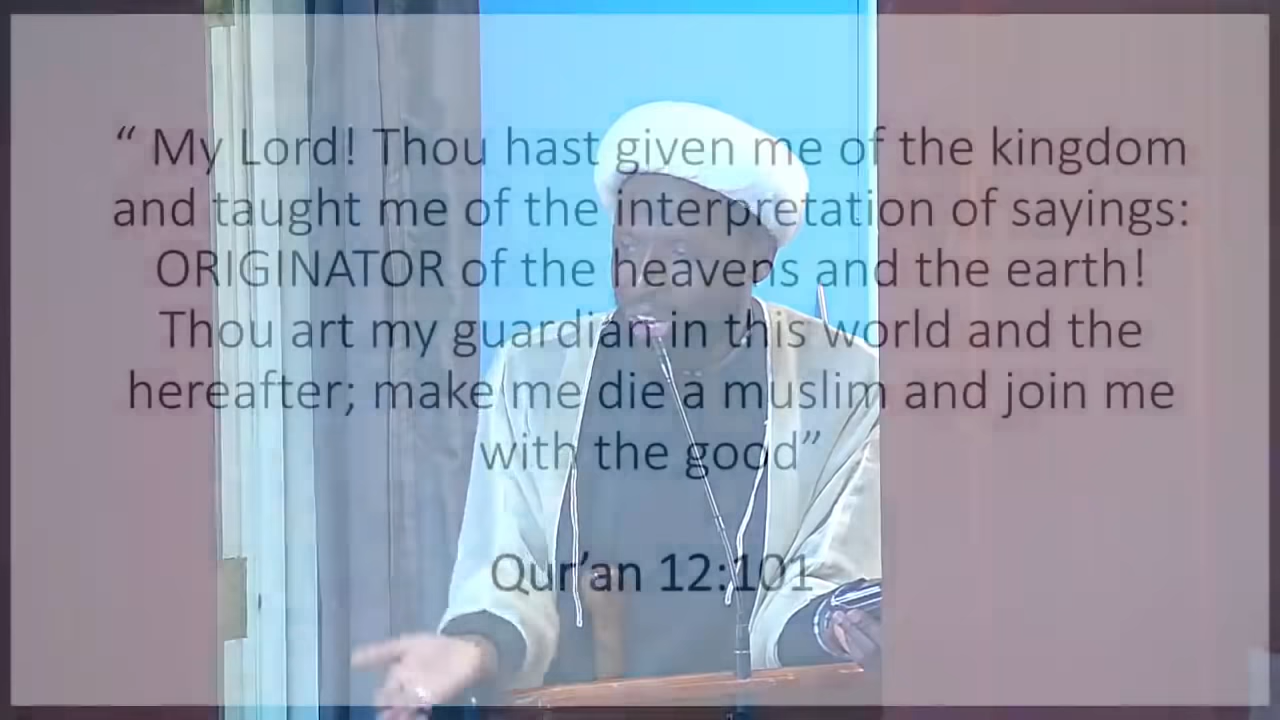 “ My Lord! Thou hast given me of the kingdom
and taught me of the interpretation of sayings:
ORIGINATOR of the heavens and the earth!
Thou art my guardian in this world and the
hereafter; make me die a muslim and join me
with the good”
Qur’an 12:101